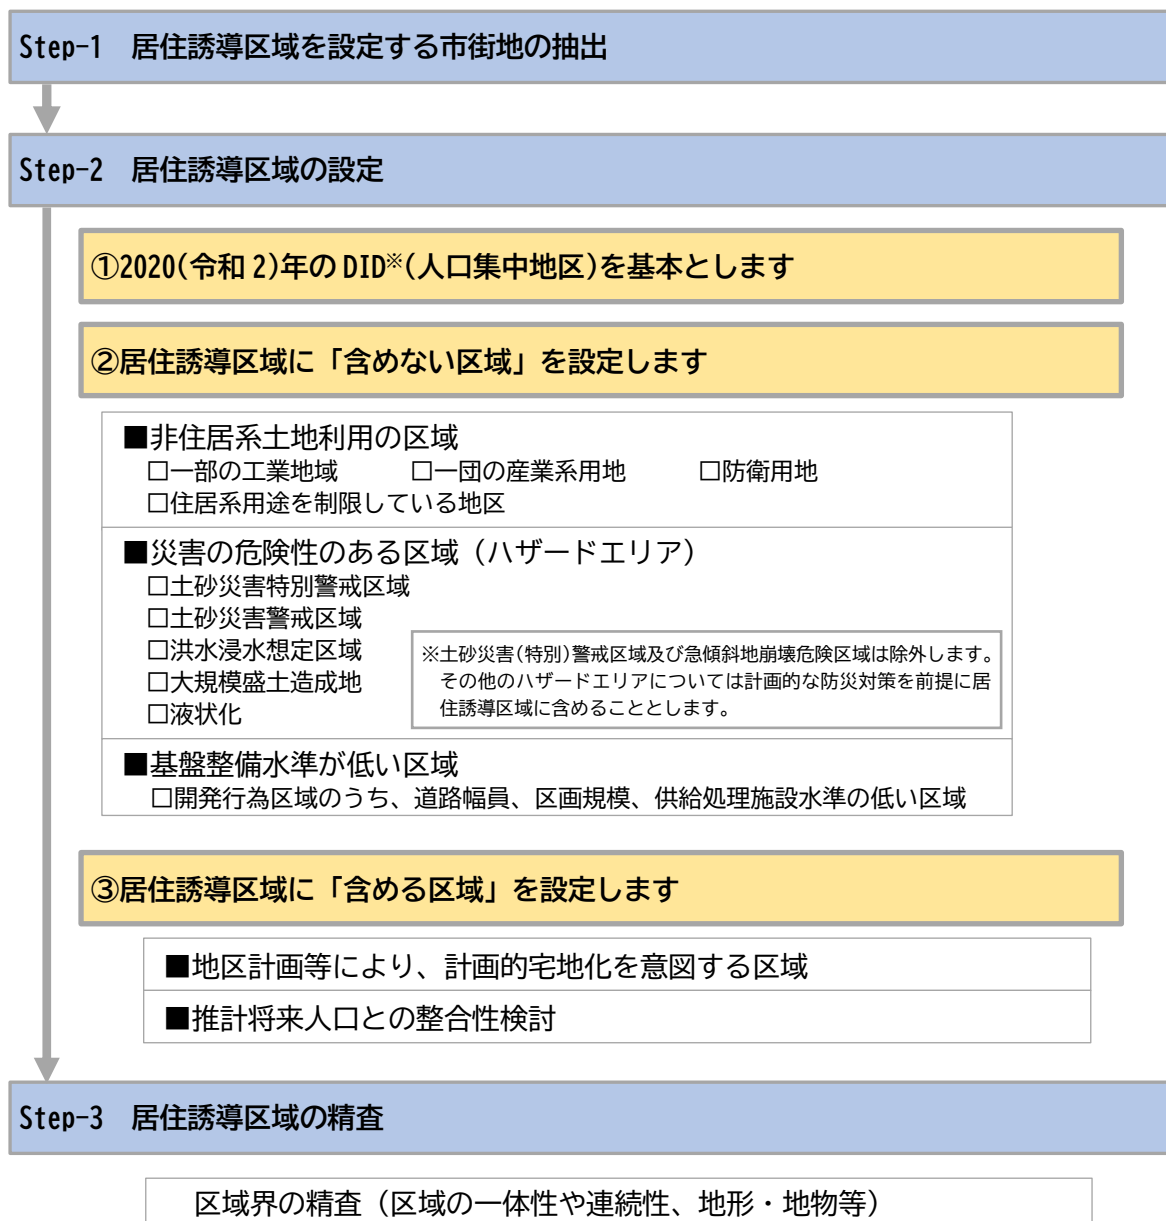 Step-1　居住誘導区域を設定する市街地の抽出
Step-2　居住誘導区域の設定
①2020(令和2)年のDID※(人口集中地区)を基本とします
②居住誘導区域に「含めない区域」を設定します
■非住居系土地利用の区域
□一部の工業地域　□一団の産業系用地　□防衛用地
□住居系用途を制限している地区
■災害の危険性のある区域（ハザードエリア）
□土砂災害特別警戒区域
□土砂災害警戒区域
□洪水浸水想定区域
□大規模盛土造成地
□液状化
※土砂災害(特別)警戒区域及び急傾斜地崩壊危険区域は除外します。
その他のハザードエリアについては計画的な防災対策を前提に居
住誘導区域に含めることとします。
■基盤整備水準が低い区域
□開発行為区域のうち、道路幅員、区画規模、供給処理施設水準の低い区域
③居住誘導区域に「含める区域」を設定します
■地区計画等により、計画的宅地化を意図する区域
■推計将来人口との整合性検討
Step-3　居住誘導区域の精査
区域界の精査（区域の一体性や連続性、地形・地物等）